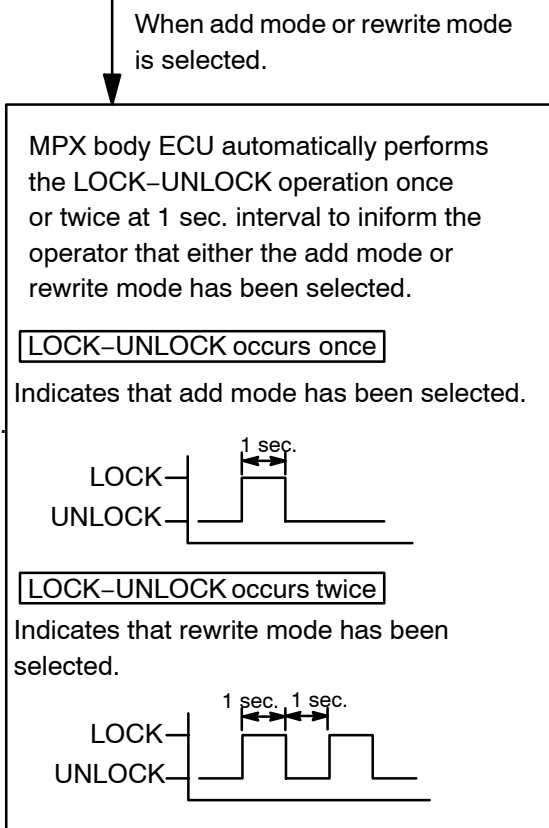 When add mode or rewrite mode
is selected.
MPX body ECU automatically performs
the LOCK–UNLOCK operation once
or twice at 1 sec. interval to iniform the
operator that either the add mode or
rewrite mode has been selected.
LOCK–UNLOCK occurs once
Indicates that add mode has been selected.
1 sec.
LOCK
UNLOCK
LOCK–UNLOCK occurs twice
Indicates that rewrite mode has been
selected.
1 sec. 1 sec.
LOCK
UNLOCK